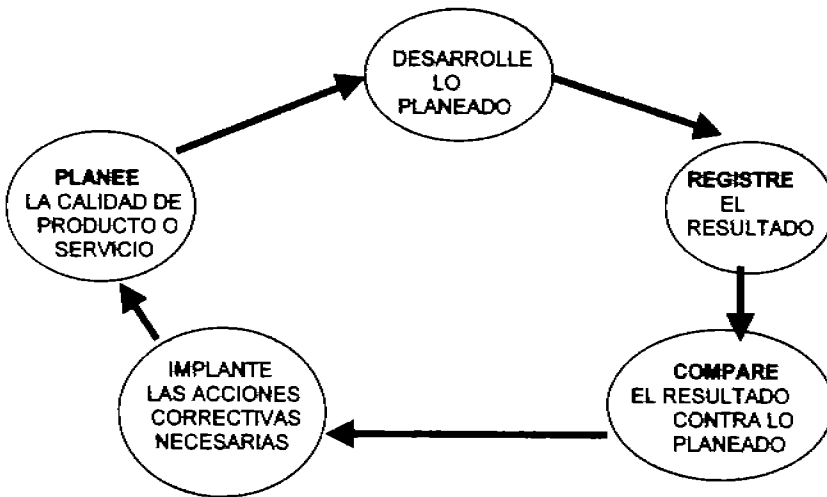 DESARROLLE
LO
PLANEADO
REGISTRE
EL
RESULTADO
COMPARE
EL RESULTADO
CONTRA LO
PLANEADO
IMPLANTE
LAS ACCIONES
CORRECTIVAS
NECESARIAS
PLANEE
LA CALIDAD DE
PRODUCTO O
SERVICIO